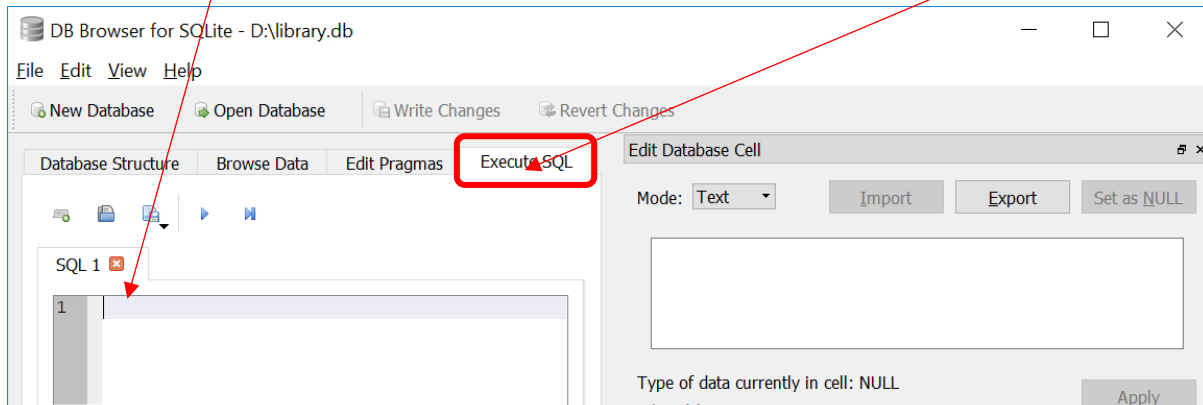 DB Browser for SQLite - D:\library.db
File Edit View Help
New Database Open Database Write Changes Revert Changes
Database Structure Browse Data Edit Pragmas Execute SQL
SQL 1
1
Edit Database Cell
Mode: Text Import Export Set as NULL
Type of data currently in cell: NULL
Apply